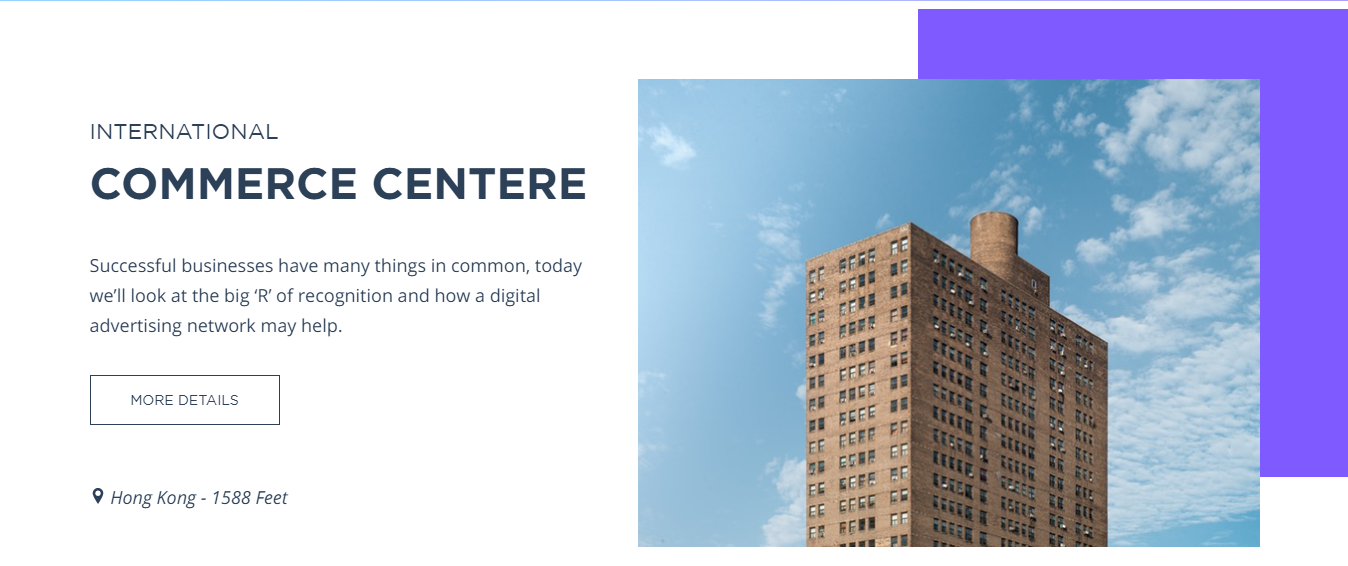 INTERNATIONAL
COMMERCE CENTERE
Successful businesses have many things in common, today
we’ll look at the big ‘R’ of recognition and how a digital
advertising network may help.
MORE DETAILS
Hong Kong - 1588 Feet